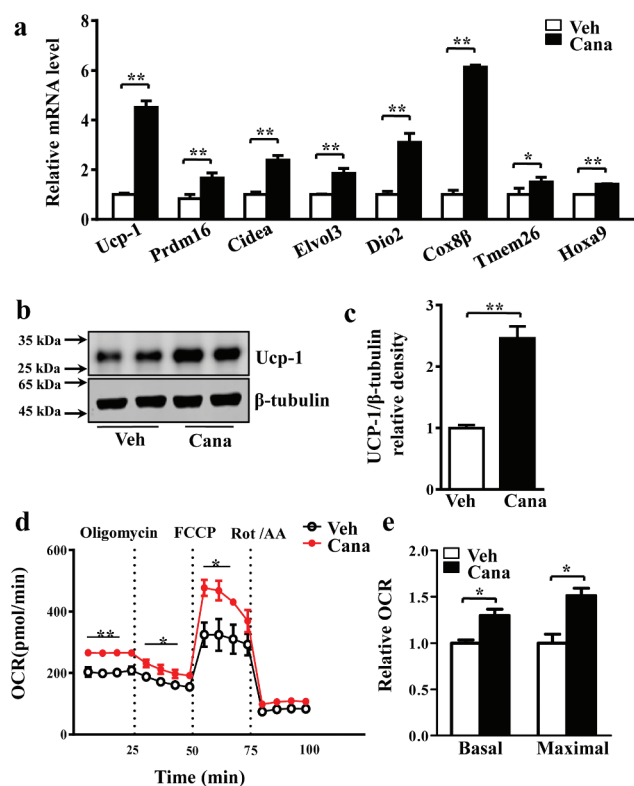 a
Veh
Cana
Relative mRNA level
8
6
4
2
0
** ** ** ** ** ** * **
Ucp-1 Prdm16 Cidea Elvol3 Dio2 Cox8β Tmem26 Hoxa9
b
35 kDa
25 kDa
65 kDa
45 kDa
Ucp-1
β-tubulin
Veh Cana
c
UCP-1/β-tubulin
relative density
3
2
1
0
**
Veh Cana
d
Oligomycin FCCP Rot /AA
Veh
Cana
OCR(pmol/min)
600
400
200
0
** * *
25 50 75 100
Time (min)
e
Veh
Cana
Relative OCR
2.0
1.5
1.0
0.5
0.0
* *
Basal Maximal